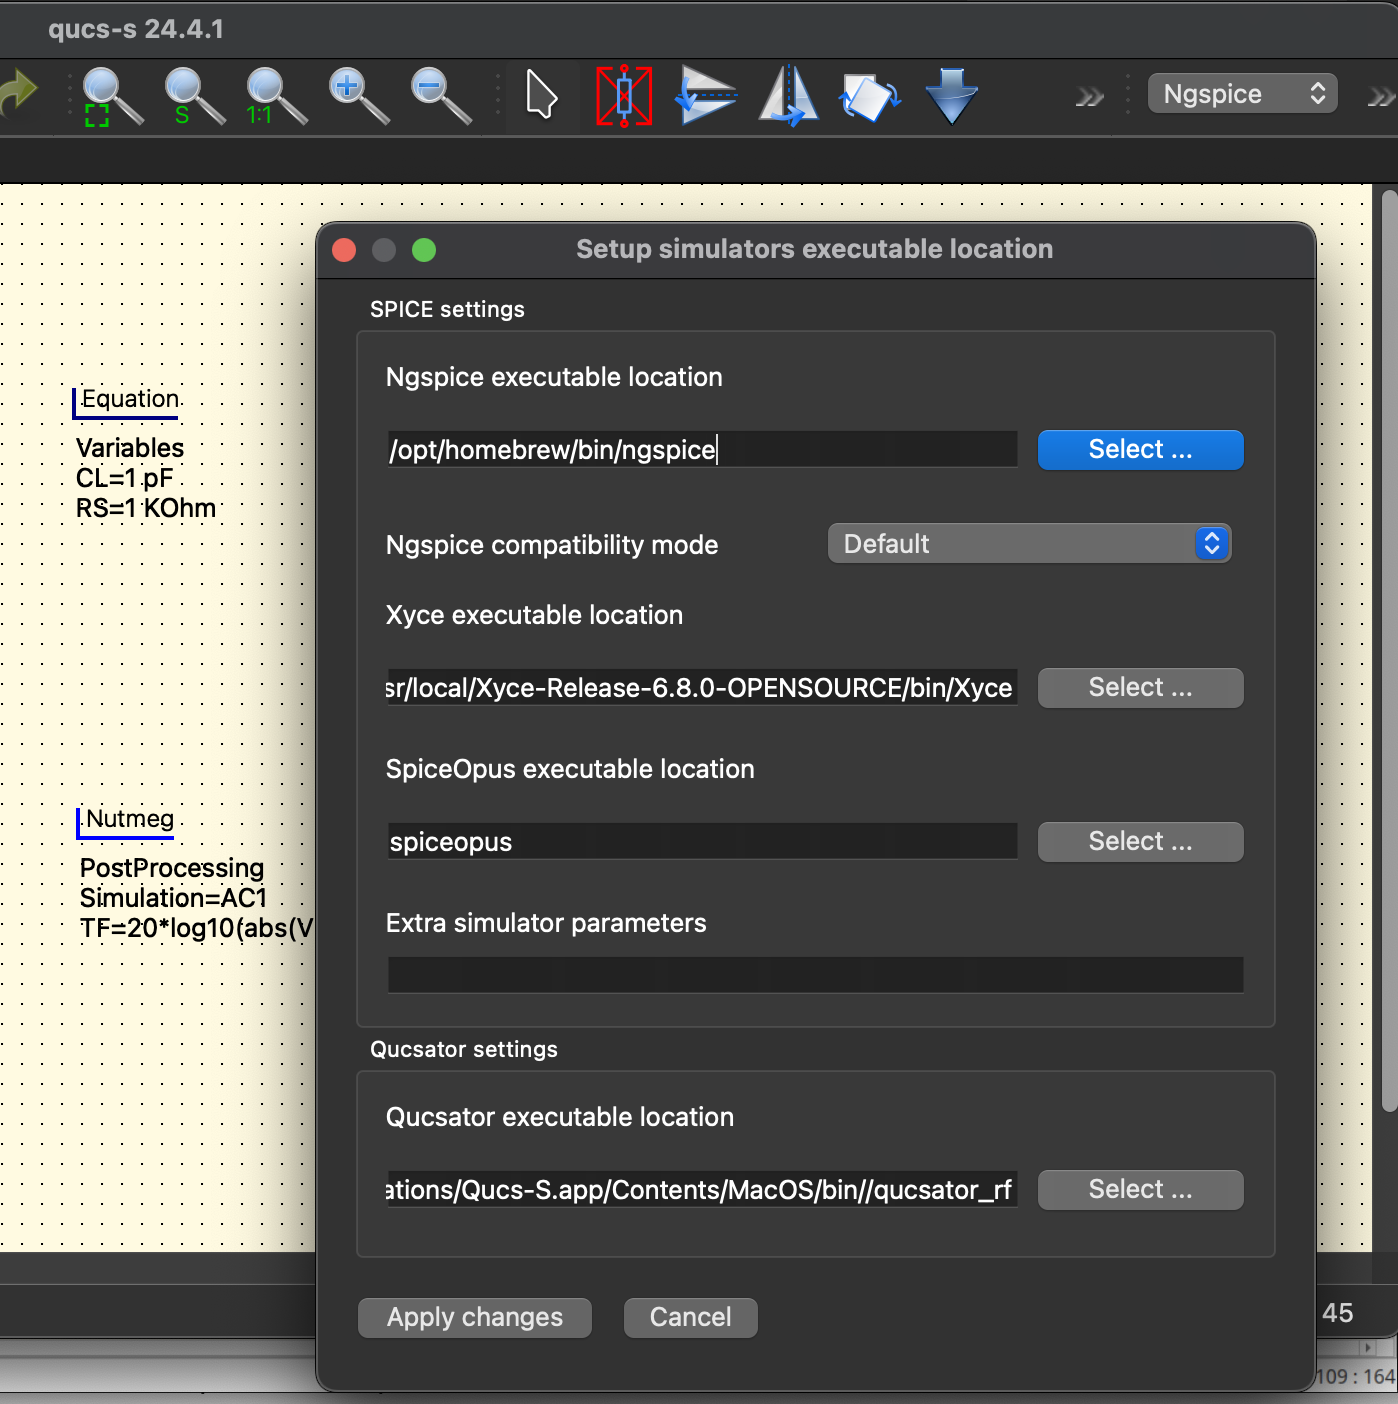 qucs-s 24.4.1
S
1:1
Ngspice
Setup simulators executable location
SPICE settings
Ngspice executable location
/opt/homebrew/bin/ngspice
Select ...
Ngspice compatibility mode
Default
Xyce executable location
sr/local/Xyce-Release-6.8.0-OPENSOURCE/bin/Xyce
Select ...
SpiceOpus executable location
spiceopus
Select ...
Extra simulator parameters
Qucsator settings
Qucsator executable location
ations/Qucs-S.app/Contents/MacOS/bin//qucsator_rf
Select ...
Apply changes
Cancel
Equation
Variables
CL=1 pF
RS=1 KOhm
Nutmeg
PostProcessing
Simulation=AC1
TF=20*log10(abs(V
45
109 : 164